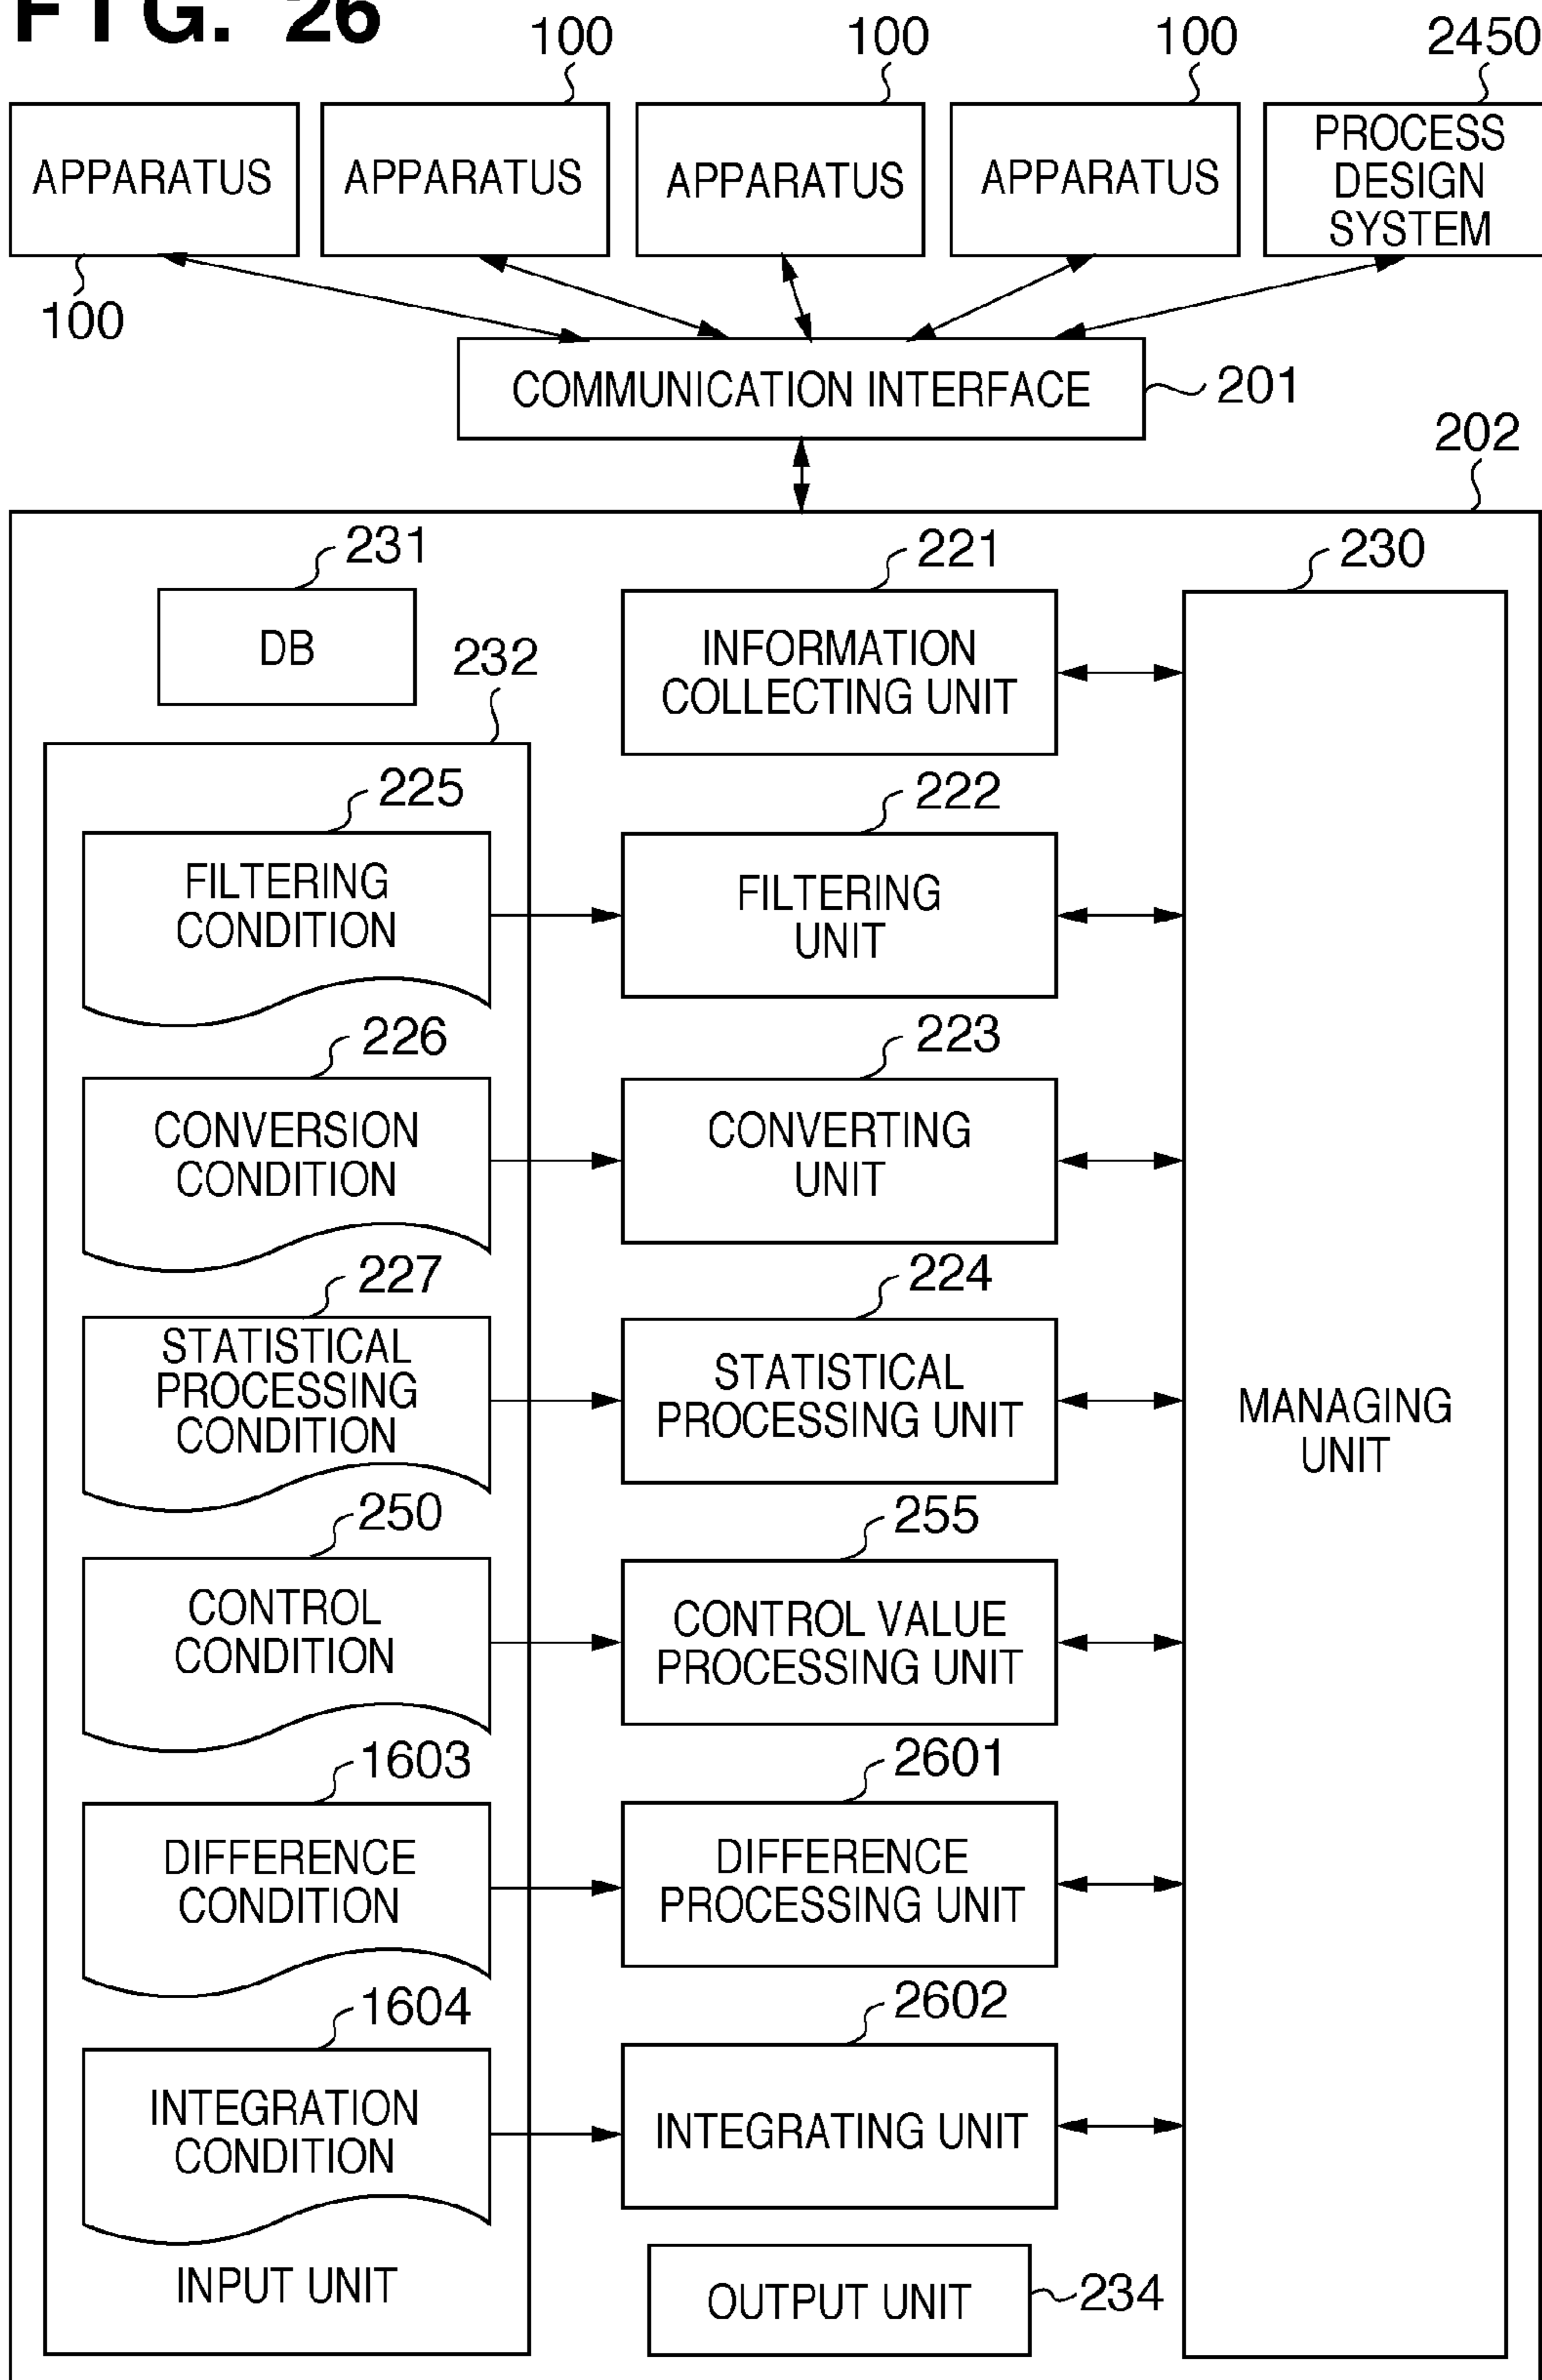 FIG. 26
100
100
100
2450
APPARATUS
APPARATUS
APPARATUS
APPARATUS
PROCESS
DESIGN
SYSTEM
100
COMMUNICATION INTERFACE
201
202
231
DB
221
INFORMATION
COLLECTING UNIT
230
232
225
FILTERING
CONDITION
222
FILTERING
UNIT
226
CONVERSION
CONDITION
223
CONVERTING
UNIT
227
STATISTICAL
PROCESSING
CONDITION
224
STATISTICAL
PROCESSING UNIT
MANAGING
UNIT
250
CONTROL
CONDITION
255
CONTROL VALUE
PROCESSING UNIT
1603
DIFFERENCE
CONDITION
2601
DIFFERENCE
PROCESSING UNIT
1604
INTEGRATION
CONDITION
2602
INTEGRATING UNIT
INPUT UNIT
OUTPUT UNIT
234